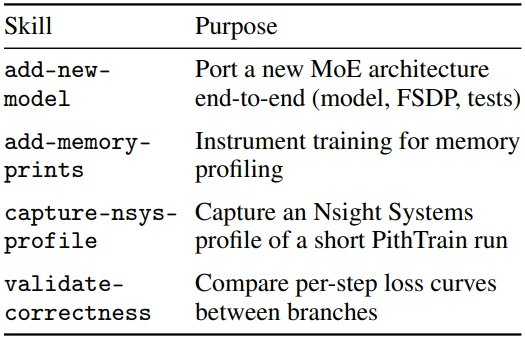 Skill Purpose
add-new- Port a new MoE architecture
model end-to-end (model, FSDP, tests)
add-memory- Instrument training for memory
prints profiling
capture-nsys- Capture an Nsight Systems
profile profile of a short PithTrain run
validate- Compare per-step loss curves
correctness between branches